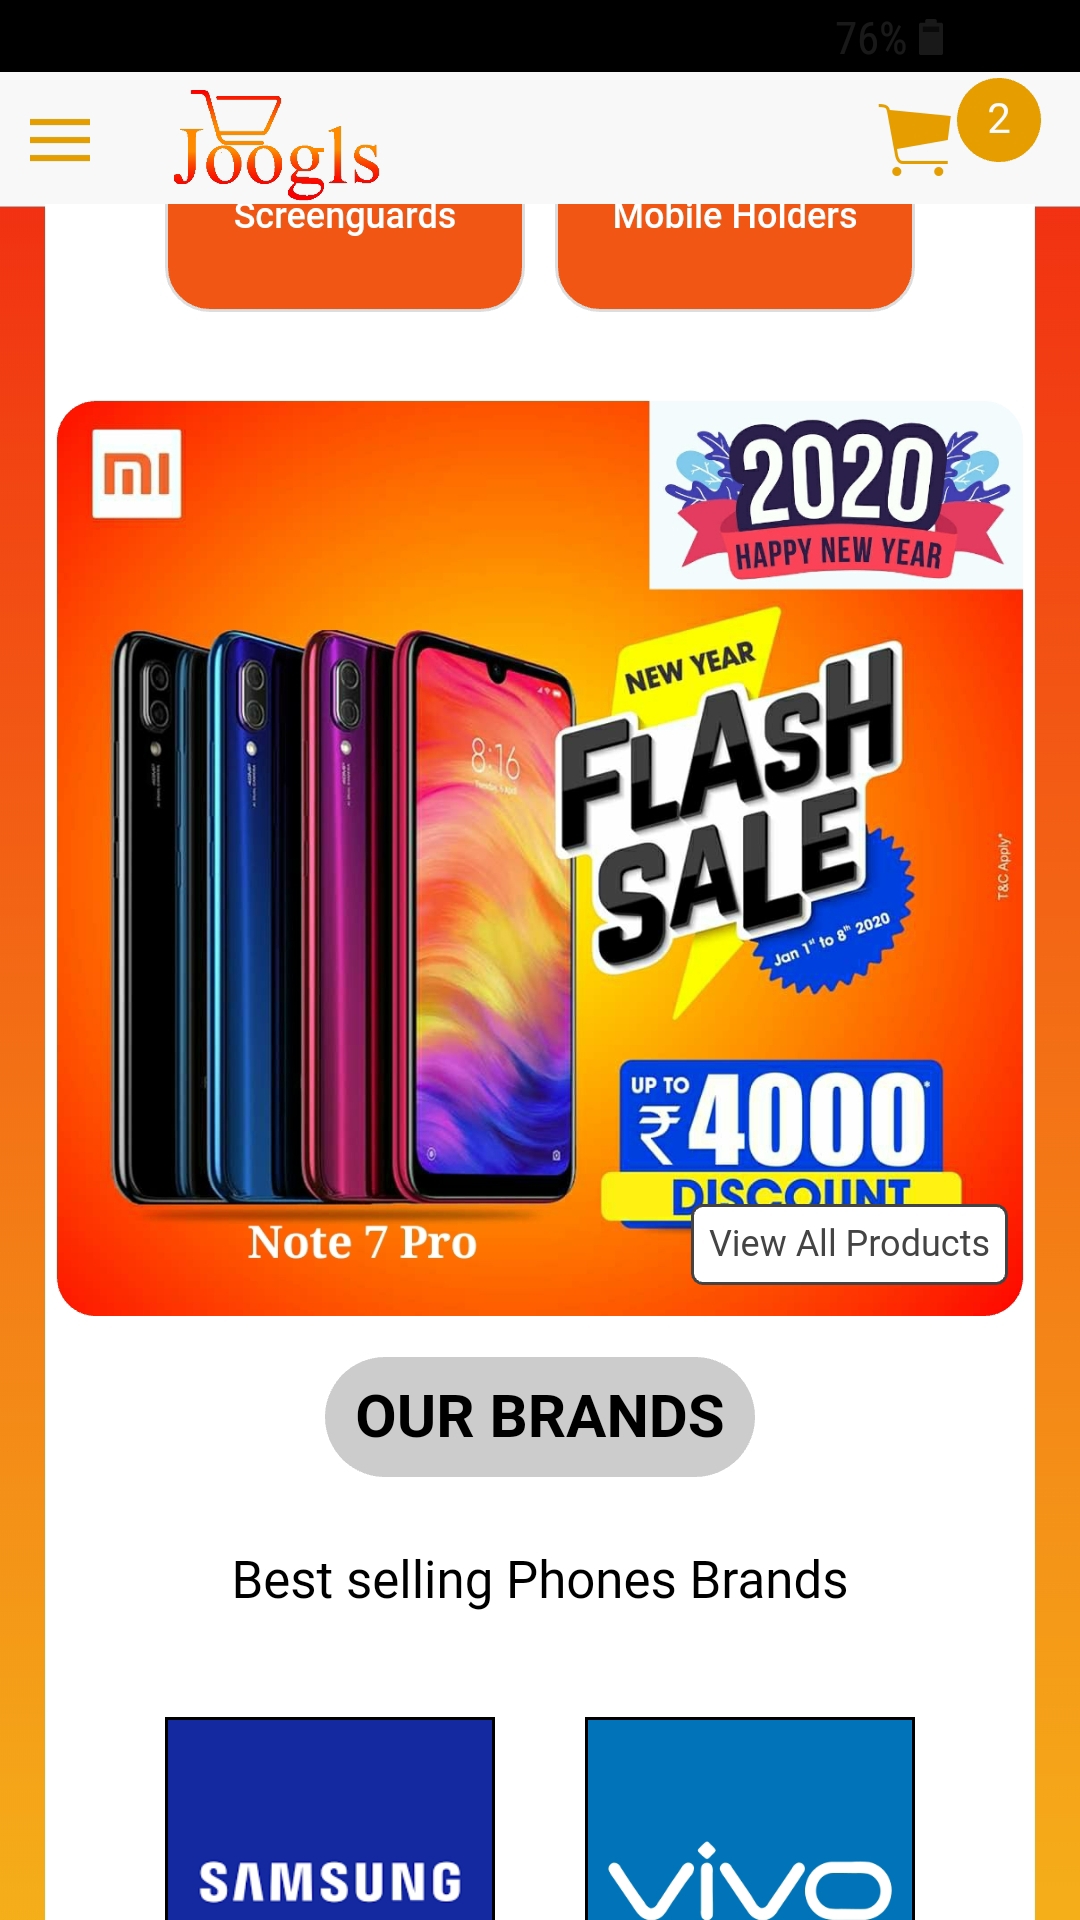 76%
Joogls
2
Screenguards
Mobile Holders
mi
2020
HAPPY NEW YEAR
NEW YEAR
FLASH
SALE
Jan 1st to 8th 2020
T&C Apply*
8:16
UP TO
₹4000*
DISCOUNT
Note 7 Pro
View All Products
OUR BRANDS
Best selling Phones Brands
SAMSUNG
vivo